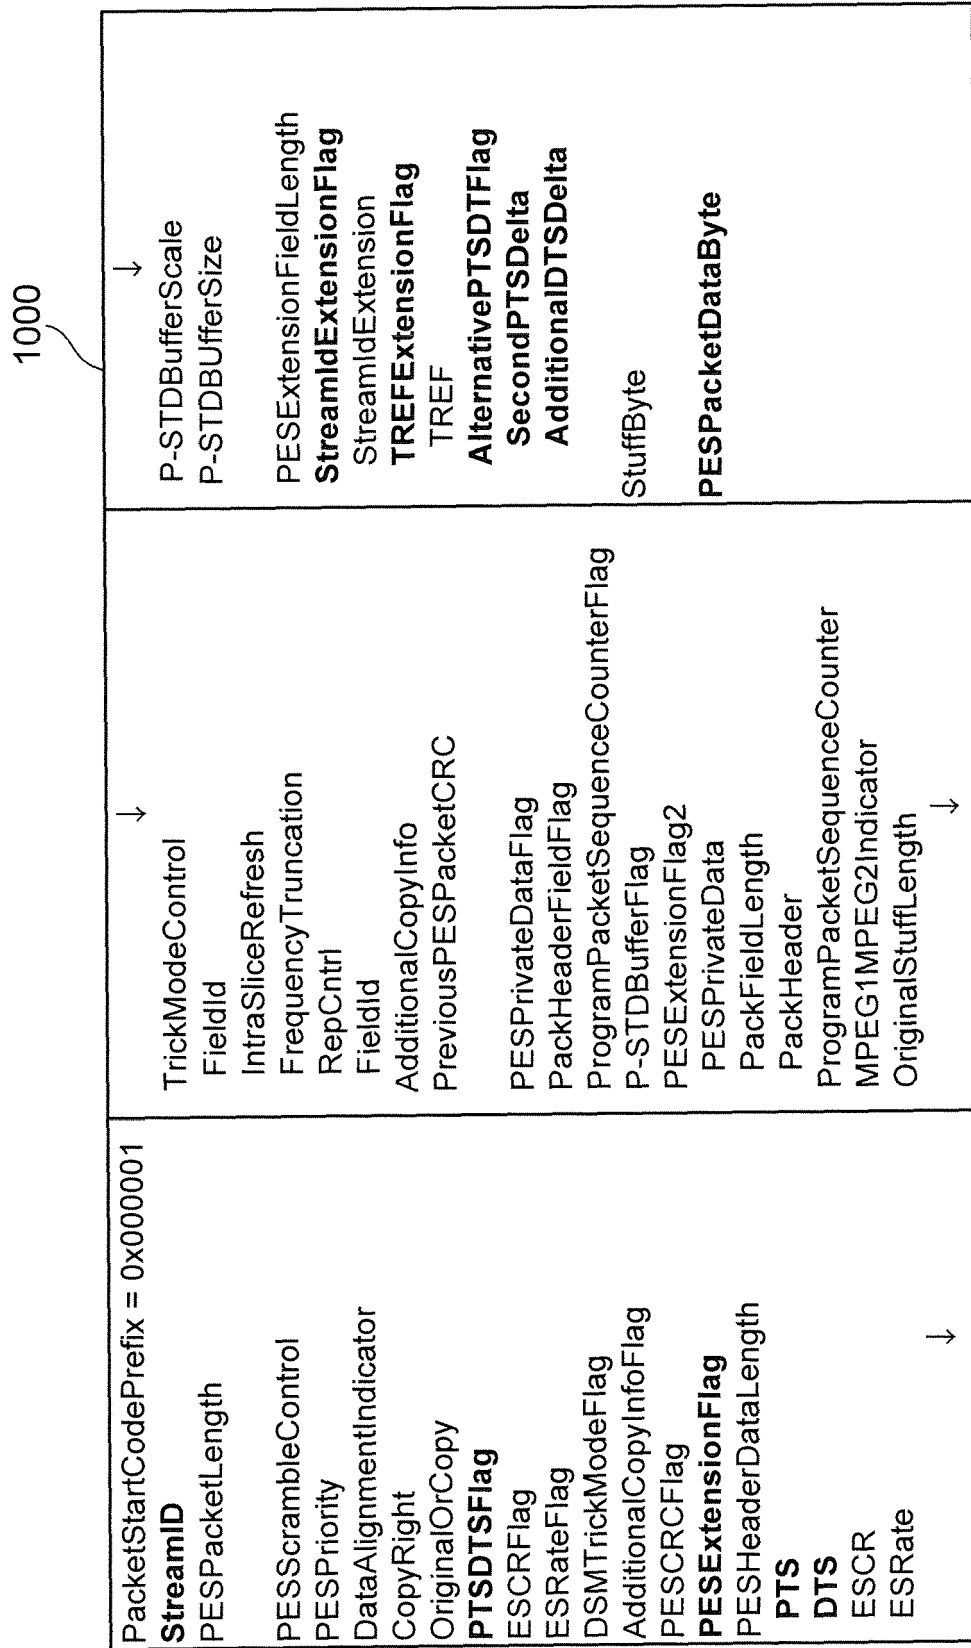 1000
PacketStartCodePrefix = 0x000001
StreamID
PESPacketLength
PESScrambleControl
PESPriority
DataAlignmentIndicator
CopyRight
OriginalOrCopy
PTSDTSFlag
ESCRFlag
ESRateFlag
DSMTrickModeFlag
AdditionalCopyInfoFlag
PESCRCFlag
PESExtensionFlag
PESHeaderDataLength
PTS
DTS
ESCR
ESRate
↓
↓
TrickModeControl
FieldId
IntraSliceRefresh
FrequencyTruncation
RepCntrl
FieldId
AdditionalCopyInfo
PreviousPESPacketCRC
PESPrivateDataFlag
PackHeaderFieldFlag
ProgramPacketSequenceCounterFlag
P-STDBufferFlag
PESExtensionFlag2
PESPrivateData
PackFieldLength
PackHeader
ProgramPacketSequenceCounter
MPEG1MPEG2Indicator
OriginalStuffLength
↓
↓
P-STDBufferScale
P-STDBUfferSize
PESExtensionFieldLength
StreamIdExtensionFlag
StreamIdExtension
TREFExtensionFlag
TREF
AlternativePTSDTFlag
SecondPTSDelta
AdditionalDTSDelta
StuffByte
PESPacketDataByte